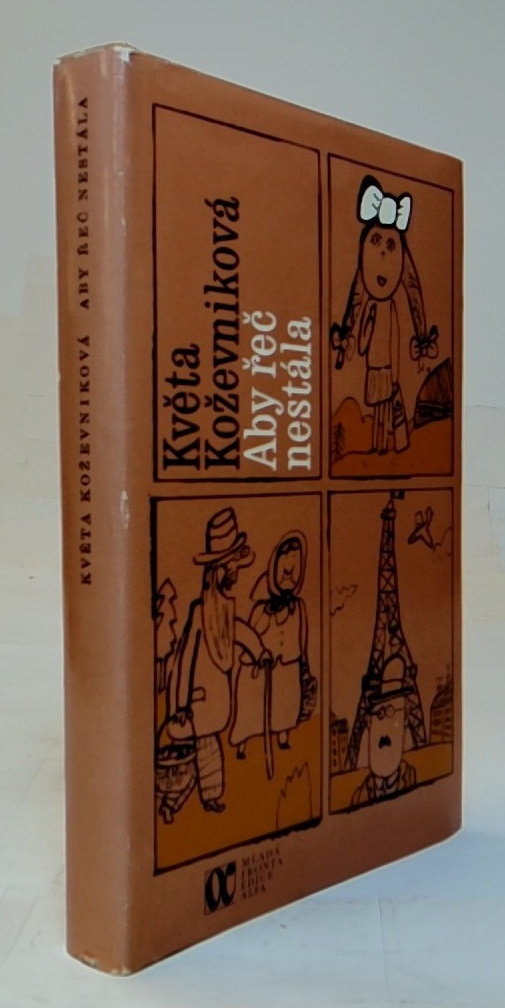 KVĚTA KOŽEVNIKOVÁ ABY ŘEČ NESTÁLA
Květa
Koževniková
Aby řeč
nestála
MLADÁ
FRONTA
EDICE
ALFA